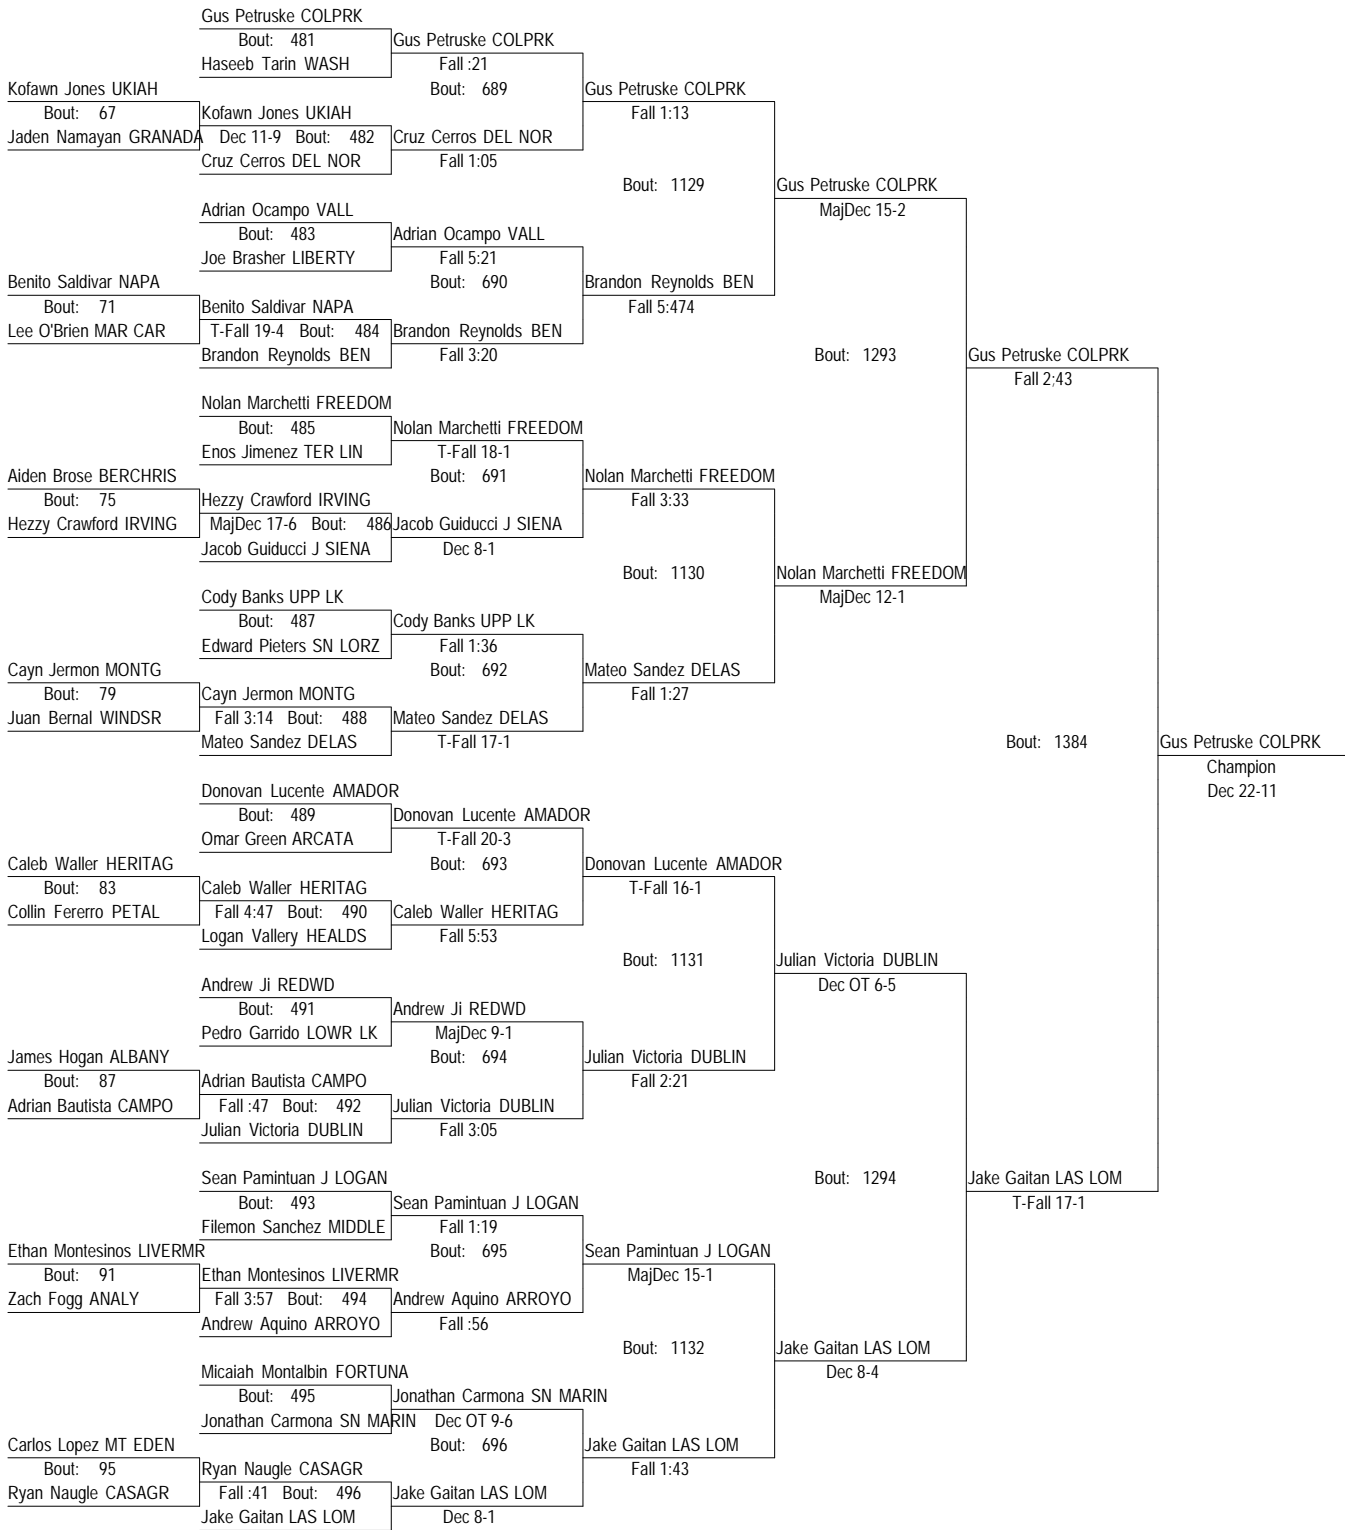 Gus Petruske COLPRK
Bout: 481 Gus Petruske COLPRK
Haseeb Tarin WASH Fall :21
Kofawn Jones UKIAH Bout: 689 Gus Petruske COLPRK
Bout: 67 Kofawn Jones UKIAH Fall 1:13
Jaden Namayan GRANADA Dec 11-9 Bout: 482 Cruz Cerros DEL NOR
Cruz Cerros DEL NOR Fall 1:05
Bout: 1129 Gus Petruske COLPRK
Adrian Ocampo VALL MajDec 15-2
Bout: 483 Adrian Ocampo VALL
Joe Brasher LIBERTY Fall 5:21
Benito Saldivar NAPA Bout: 690 Brandon Reynolds BEN
Bout: 71 Benito Saldivar NAPA Fall 5:474
Lee O'Brien MAR CAR T-Fall 19-4 Bout: 484 Brandon Reynolds BEN
Brandon Reynolds BEN Fall 3:20 Bout: 1293 Gus Petruske COLPRK
Fall 2;43
Nolan Marchetti FREEDOM
Bout: 485 Nolan Marchetti FREEDOM
Enos Jimenez TER LIN T-Fall 18-1
Aiden Brose BERCHRIS Bout: 691 Nolan Marchetti FREEDOM
Bout: 75 Hezzy Crawford IRVING Fall 3:33
Hezzy Crawford IRVING MajDec 17-6 Bout: 486 Jacob Guiducci J SIENA
Jacob Guiducci J SIENA Dec 8-1
Bout: 1130 Nolan Marchetti FREEDOM
Cody Banks UPP LK MajDec 12-1
Bout: 487 Cody Banks UPP LK
Edward Pieters SN LORZ Fall 1:36
Cayn Jermon MONTG Bout: 692 Mateo Sandez DELAS
Bout: 79 Cayn Jermon MONTG Fall 1:27
Juan Bernal WINDSR Fall 3:14 Bout: 488 Mateo Sandez DELAS
Mateo Sandez DELAS T-Fall 17-1 Bout: 1384 Gus Petruske COLPRK
Champion
Donovan Lucente AMADOR Dec 22-11
Bout: 489 Donovan Lucente AMADOR
Omar Green ARCATA T-Fall 20-3
Caleb Waller HERITAG Bout: 693 Donovan Lucente AMADOR
Bout: 83 Caleb Waller HERITAG T-Fall 16-1
Collin Fererro PETAL Fall 4:47 Bout: 490 Caleb Waller HERITAG
Logan Vallery HEALDS Fall 5:53
Bout: 1131 Julian Victoria DUBLIN
Andrew Ji REDWD Dec OT 6-5
Bout: 491 Andrew Ji REDWD
Pedro Garrido LOWR LK MajDec 9-1
James Hogan ALBANY Bout: 694 Julian Victoria DUBLIN
Bout: 87 Adrian Bautista CAMPO Fall 2:21
Adrian Bautista CAMPO Fall :47 Bout: 492 Julian Victoria DUBLIN
Julian Victoria DUBLIN Fall 3:05
Sean Pamintuan J LOGAN Bout: 1294 Jake Gaitan LAS LOM
Bout: 493 Sean Pamintuan J LOGAN T-Fall 17-1
Filemon Sanchez MIDDLE Fall 1:19
Ethan Montesinos LIVERMR Bout: 695 Sean Pamintuan J LOGAN
Bout: 91 Ethan Montesinos LIVERMR MajDec 15-1
Zach Fogg ANALY Fall 3:57 Bout: 494 Andrew Aquino ARROYO
Andrew Aquino ARROYO Fall :56
Bout: 1132 Jake Gaitan LAS LOM
Micaiah Montalbin FORTUNA Dec 8-4
Bout: 495 Jonathan Carmona SN MARIN
Jonathan Carmona SN MARIN Dec OT 9-6
Carlos Lopez MT EDEN Bout: 696 Jake Gaitan LAS LOM
Bout: 95 Ryan Naugle CASAGR Fall 1:43
Ryan Naugle CASAGR Fall :41 Bout: 496 Jake Gaitan LAS LOM
Jake Gaitan LAS LOM Dec 8-1